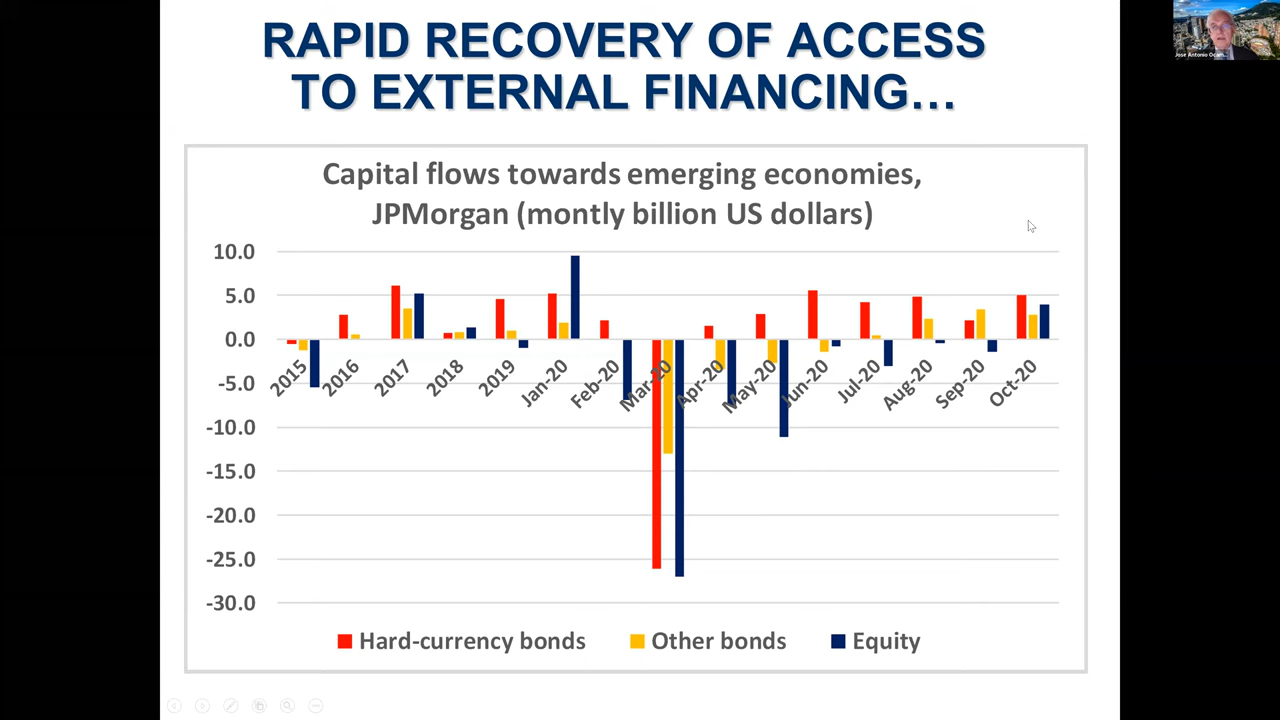 RAPID RECOVERY OF ACCESS
TO EXTERNAL FINANCING…
Capital flows towards emerging economies,
JPMorgan (montly billion US dollars)
10.0
5.0
0.0
-5.0
-10.0
-15.0
-20.0
-25.0
-30.0
2015
2016
2017
2018
2019
Jan-20
Feb-20
Mar-20
Apr-20
May-20
Jun-20
Jul-20
Aug-20
Sep-20
Oct-20
Hard-currency bonds
Other bonds
Equity
Jose Antonio